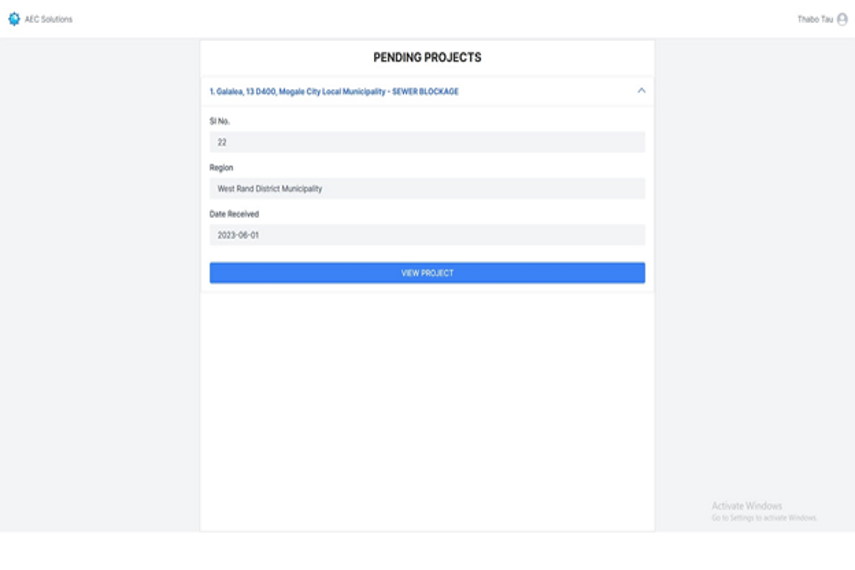 AEC Solutions
Thabo Tau
PENDING PROJECTS
1. Galalea, 13 D400, Mogale City Local Municipality - SEWER BLOCKAGE
SI No.
22
Region
West Rand District Municipality
Date Received
2023-06-01
VIEW PROJECT
Activate Windows
Go to Settings to activate Windows.